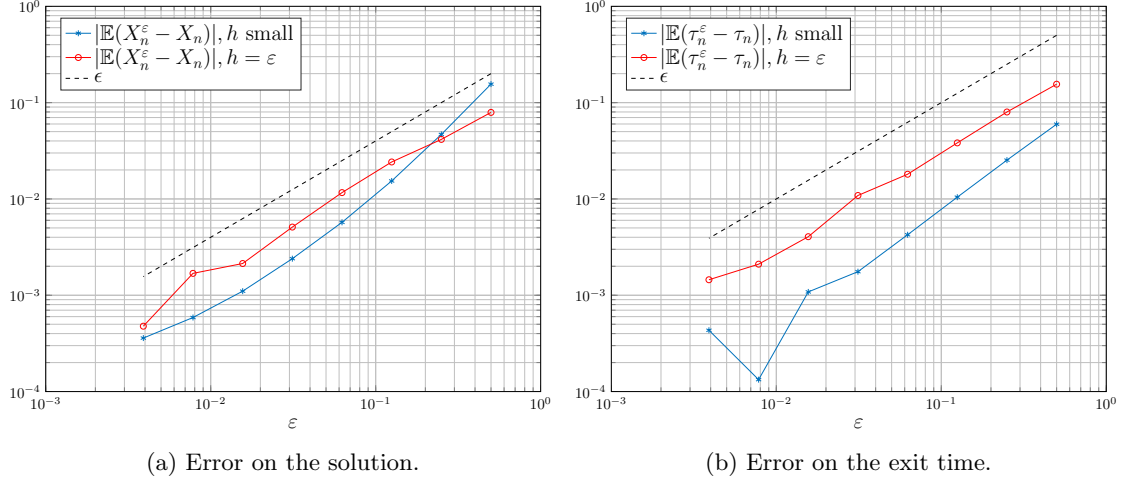 |𝔼(X_n^ε − X_n)|, h small
|𝔼(X_n^ε − X_n)|, h = ε
ϵ
10^0
10^−1
10^−2
10^−3
10^−4
10^−3
10^−2
10^−1
10^0
ε
(a) Error on the solution.
|𝔼(τ_n^ε − τ_n)|, h small
|𝔼(τ_n^ε − τ_n)|, h = ε
ϵ
10^0
10^−1
10^−2
10^−3
10^−4
10^−3
10^−2
10^−1
10^0
ε
(b) Error on the exit time.